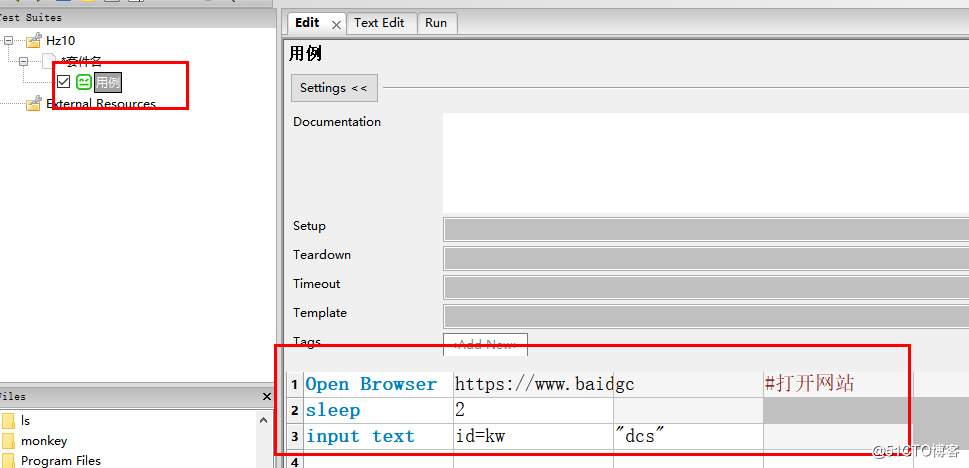 Test Suites
Hz10
*套件名
用例
External Resources
Files
ls
monkey
Program Files
Edit
Text Edit
Run
用例
Settings <<
Documentation
Setup
Teardown
Timeout
Template
Tags
<Add New>
1 Open Browser https://www.baid gc #打开网站
2 sleep 2
3 input text id=kw "dcs"
4
@51CTO博客